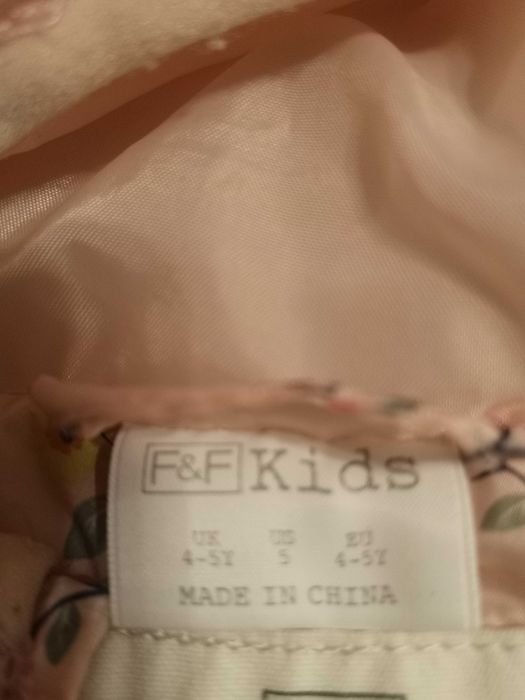 F&F Kids
UK US EU
4-5Y 5 4-5Y
MADE IN CHINA